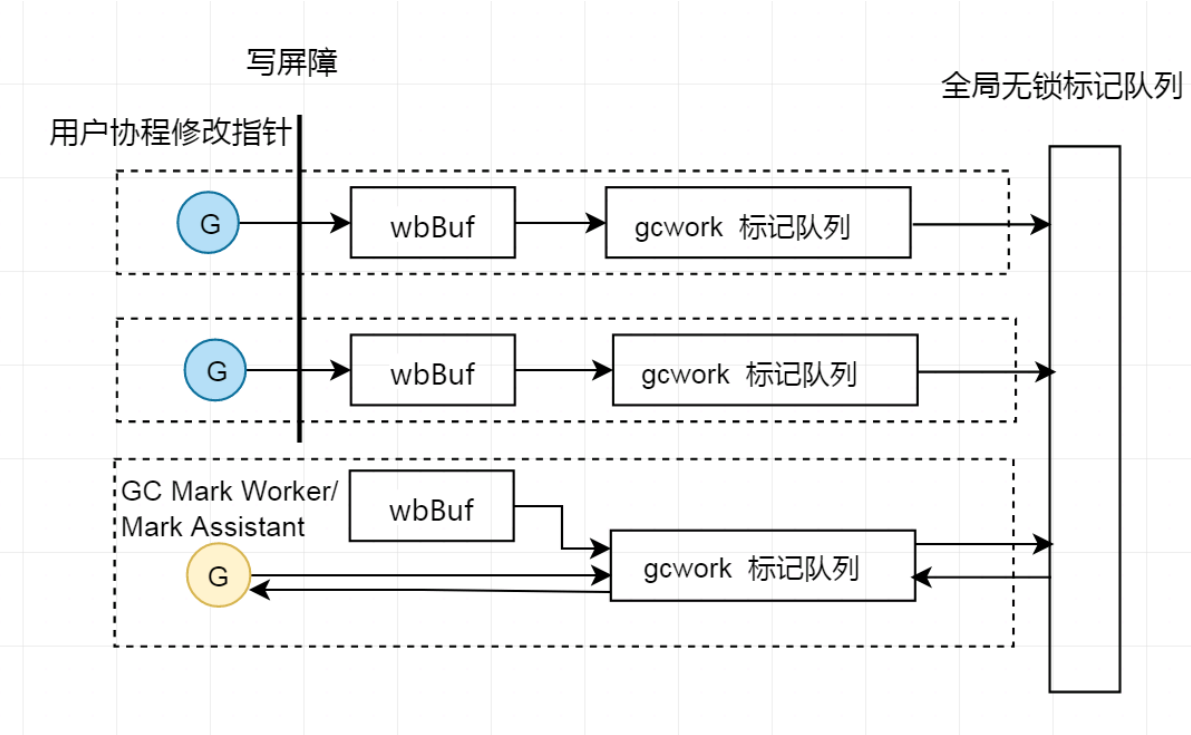 写屏障
全局无锁标记队列
用户协程修改指针
G
wbBuf
gcwork 标记队列
G
wbBuf
gcwork 标记队列
GC Mark Worker/
Mark Assistant
wbBuf
G
gcwork 标记队列